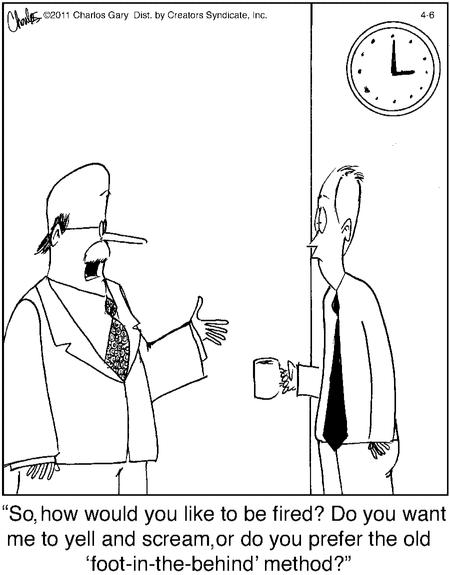 Charlos ©2011 Charlos Gary Dist. by Creators Syndicate, Inc. 4-6
“So, how would you like to be fired? Do you want
me to yell and scream, or do you prefer the old
‘foot-in-the-behind’ method?”